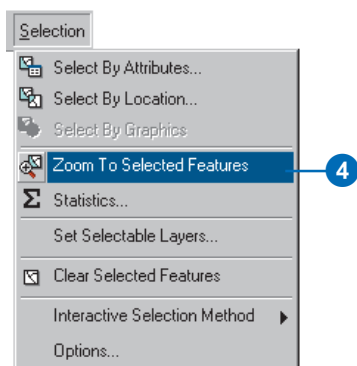 Selection
Select By Attributes...
Select By Location...
Select By Graphics
Zoom To Selected Features
4
Σ Statistics...
Set Selectable Layers...
Clear Selected Features
Interactive Selection Method
Options...